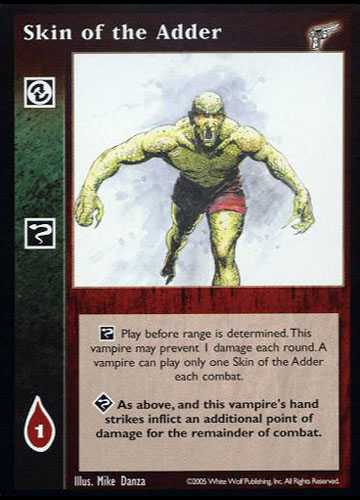 Skin of the Adder
Play before range is determined. This
vampire may prevent 1 damage each round. A
vampire can play only one Skin of the Adder
each combat.
As above, and this vampire's hand
strikes inflict an additional point of
damage for the remainder of combat.
1
Illus. Mike Danza
©2005 White Wolf Publishing, Inc. All Rights Reserved.